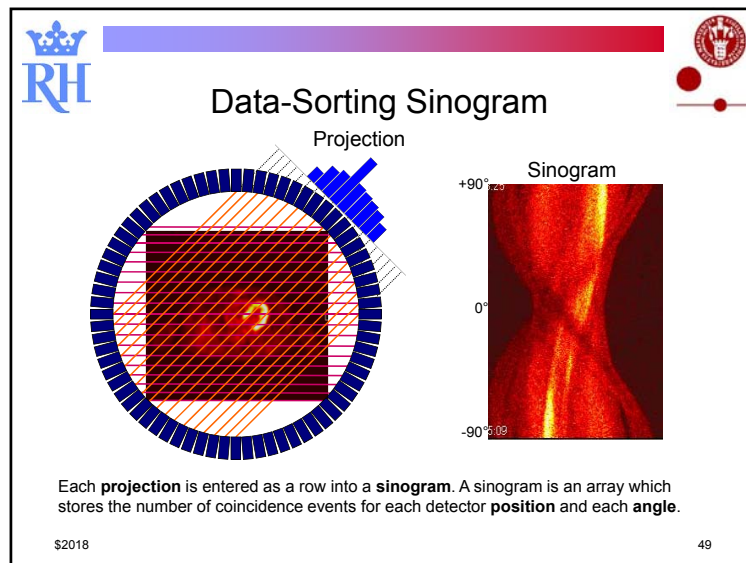 RH
Data-Sorting Sinogram
Projection
Sinogram
+90°
0°
-90°
Each projection is entered as a row into a sinogram. A sinogram is an array which
stores the number of coincidence events for each detector position and each angle.
$2018
49